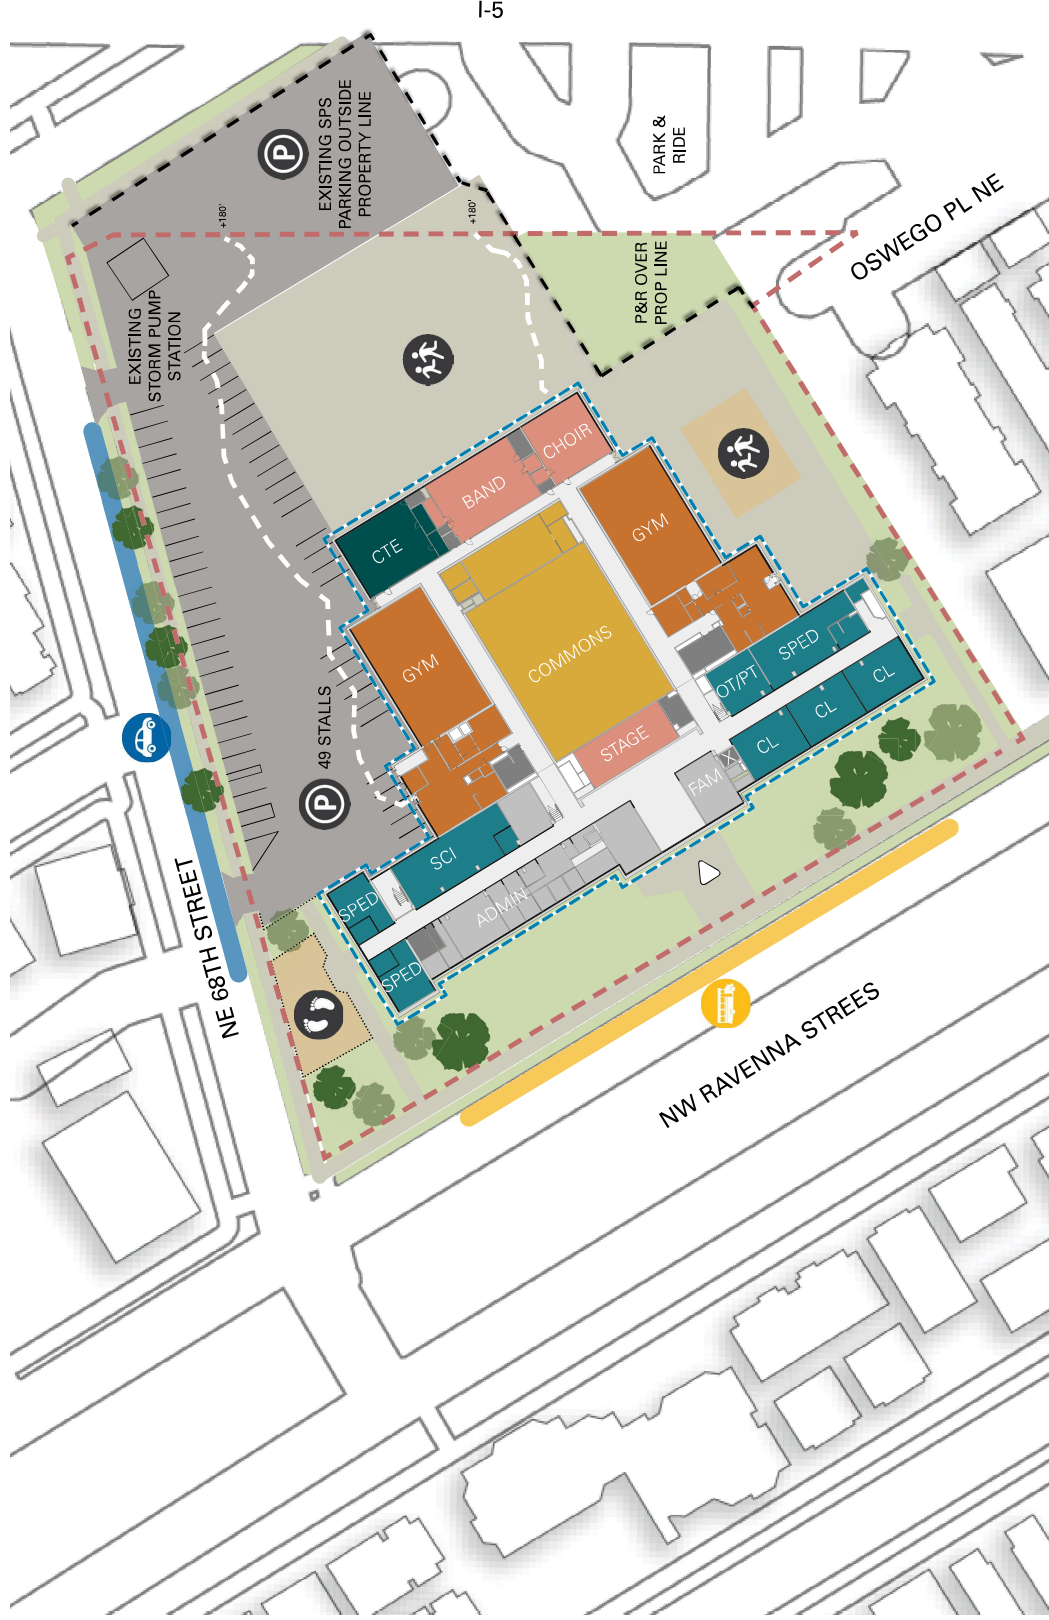 I-5
EXISTING SPS
PARKING OUTSIDE
PROPERTY LINE
P
PARK &
RIDE
+180'
+180'
OSWEGO PL NE
P&R OVER
PROP LINE
EXISTING
STORM PUMP
STATION
CHOIR
BAND
CTE
GYM
GYM
COMMONS
SPED
OT/PT
CL
CL
CL
STAGE
FAM
49 STALLS
P
SCI
ADMIN
SPED
SPED
NE 68TH STREET
NW RAVENNA STREES